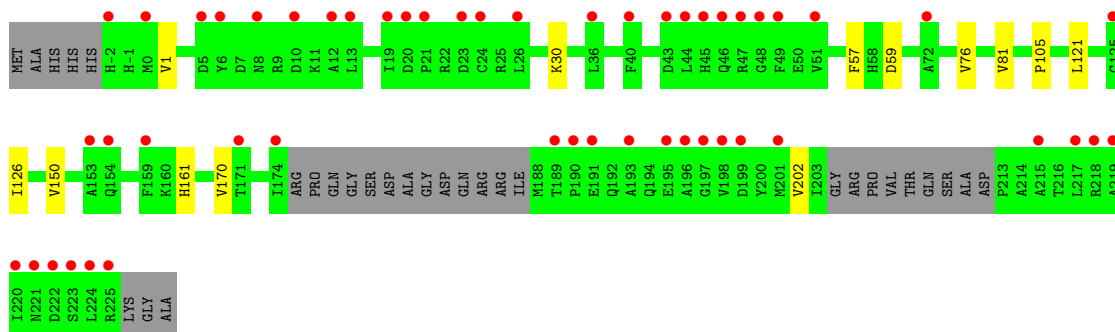 MET ALA HIS HIS HIS H-2 H-1 M0 V1 D5 Y6 D7 N8 R9 D10 K11 A12 L13 I19 D20 P21 R22 D23 C24 R25 L26 K30 L36 F40 D43 L44 H45 Q46 R47 G48 F49 E50 V51 F57 H58 D59 A72 V76 V81 P105 L121
I126 V150 A153 Q154 F159 K160 H161 V170 T171 I174 ARG PRO GLN GLY SER ASP ALA GLY ASP GLN ARG ARG ILE M188 T189 P190 E191 Q192 A193 Q194 E195 A196 G197 V198 D199 Y200 M201 V202 I203 GLY ARG PRO VAL THR GLN SER ALA ASP P213 A214 A215 T216 L217 R218 A219
I220 N221 D222 S223 L224 R225 LYS GLY ALA